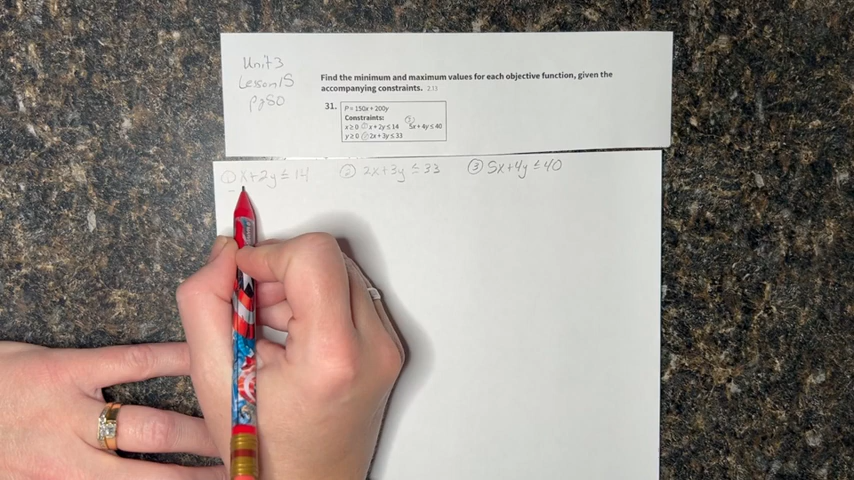 Unit 3
Lesson 15
Pg 80
Find the minimum and maximum values for each objective function, given the
accompanying constraints. 2.13
31. P = 150x + 200y
Constraints:
x ≥ 0 ① x + 2y ≤ 14 ③ 5x + 4y ≤ 40
y ≥ 0 ② 2x + 3y ≤ 33
① x+2y ≤ 14 ② 2x+3y ≤ 33 ③ 5x+4y ≤ 40